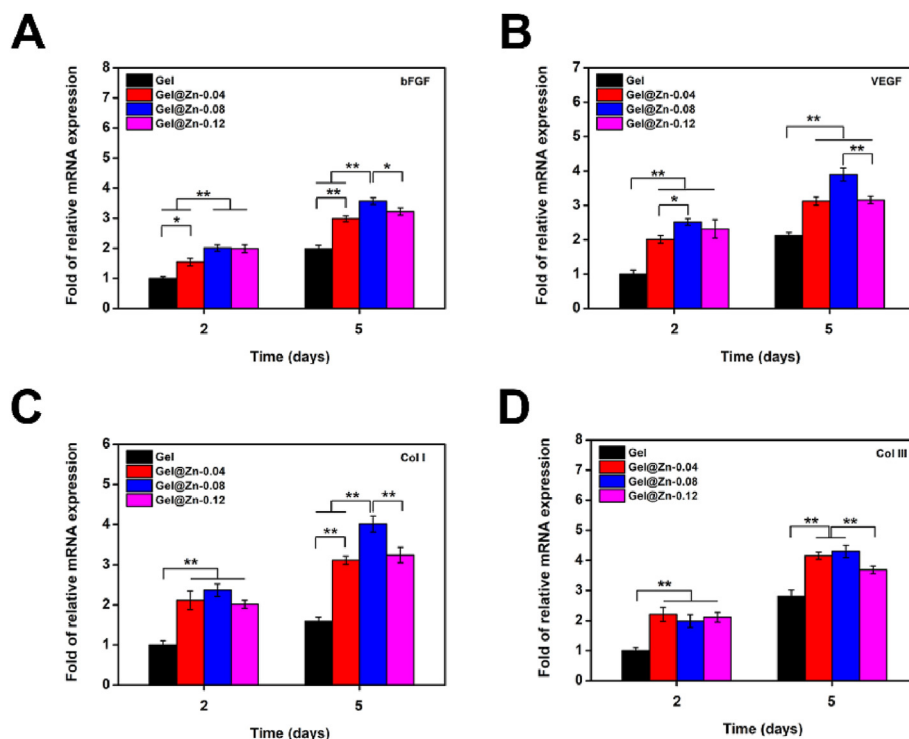 A
Fold of relative mRNA expression
8
7
6
5
4
3
2
1
0
Gel
Gel@Zn-0.04
Gel@Zn-0.08
Gel@Zn-0.12
bFGF
*
**
**
**
*
2
5
Time (days)
B
Fold of relative mRNA expression
7
6
5
4
3
2
1
0
Gel
Gel@Zn-0.04
Gel@Zn-0.08
Gel@Zn-0.12
VEGF
**
*
**
**
2
5
Time (days)
C
Fold of relative mRNA expression
6
5
4
3
2
1
0
Gel
Gel@Zn-0.04
Gel@Zn-0.08
Gel@Zn-0.12
Col I
**
**
**
**
2
5
Time (days)
D
Fold of relative mRNA expression
8
7
6
5
4
3
2
1
0
Gel
Gel@Zn-0.04
Gel@Zn-0.08
Gel@Zn-0.12
Col III
**
**
**
2
5
Time (days)